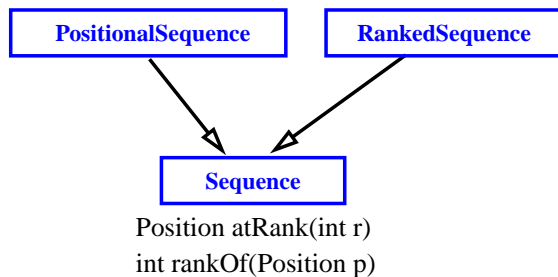 PositionalSequence
RankedSequence
Sequence
Position atRank(int r)
int rankOf(Position p)